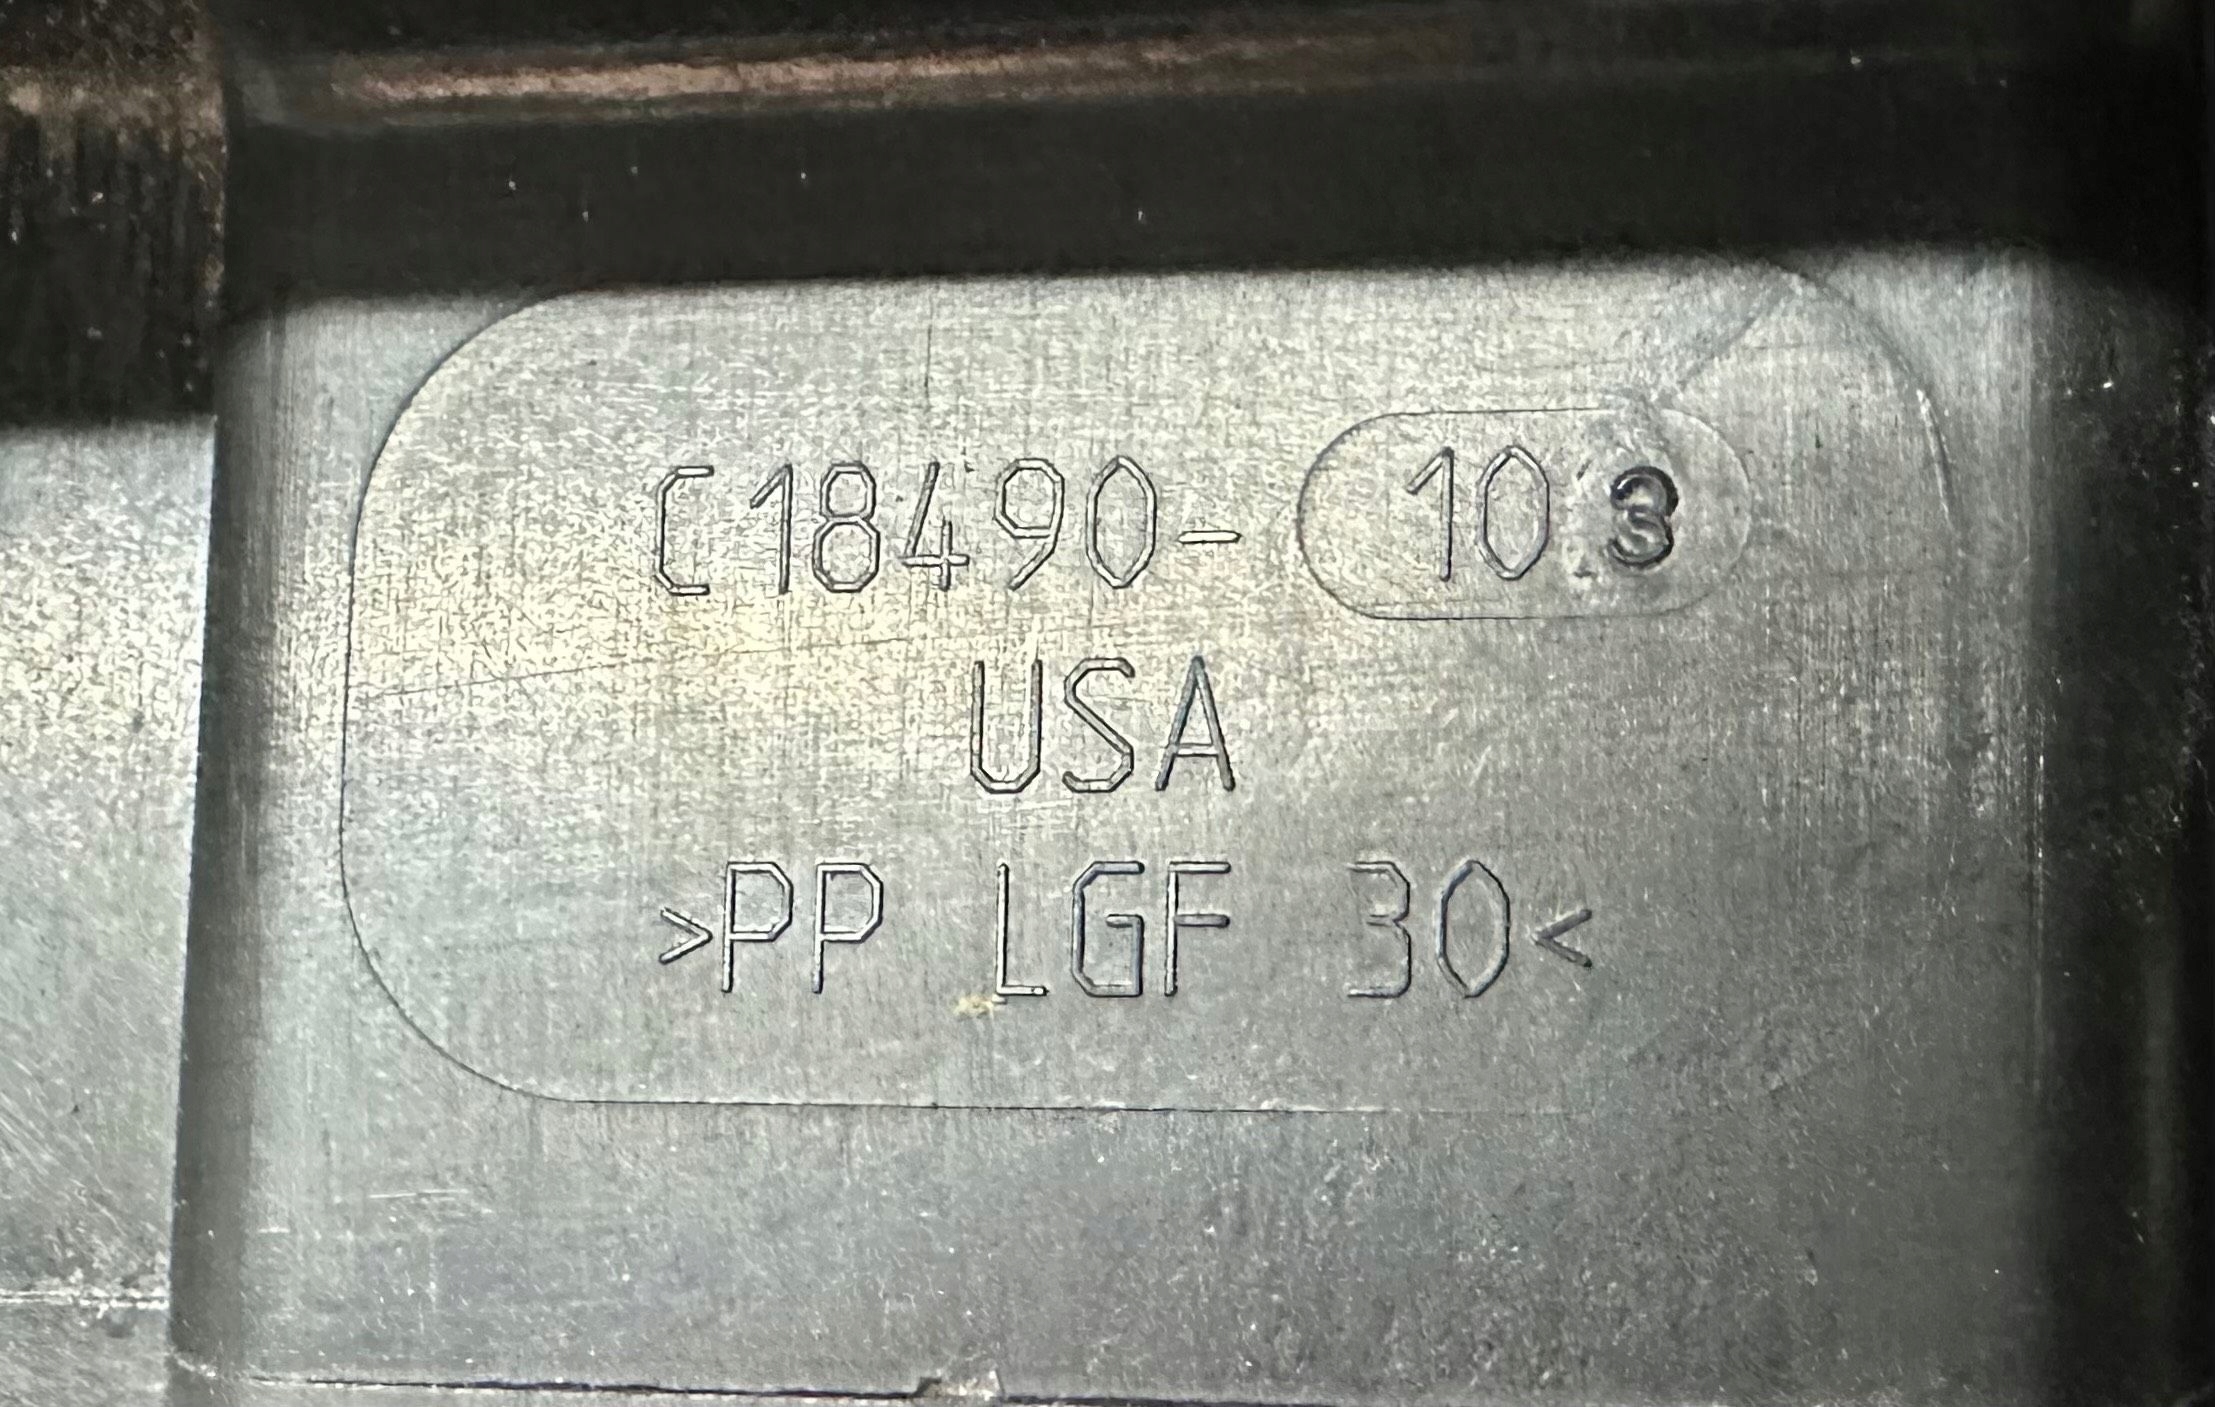 C18490-103
USA
>PP LGF 30<